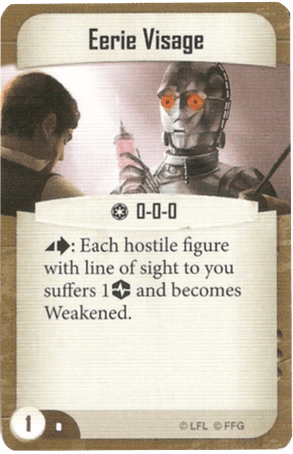 Eerie Visage
0-0-0
: Each hostile figure
with line of sight to you
suffers 1 and becomes
Weakened.
1
© LFL © FFG